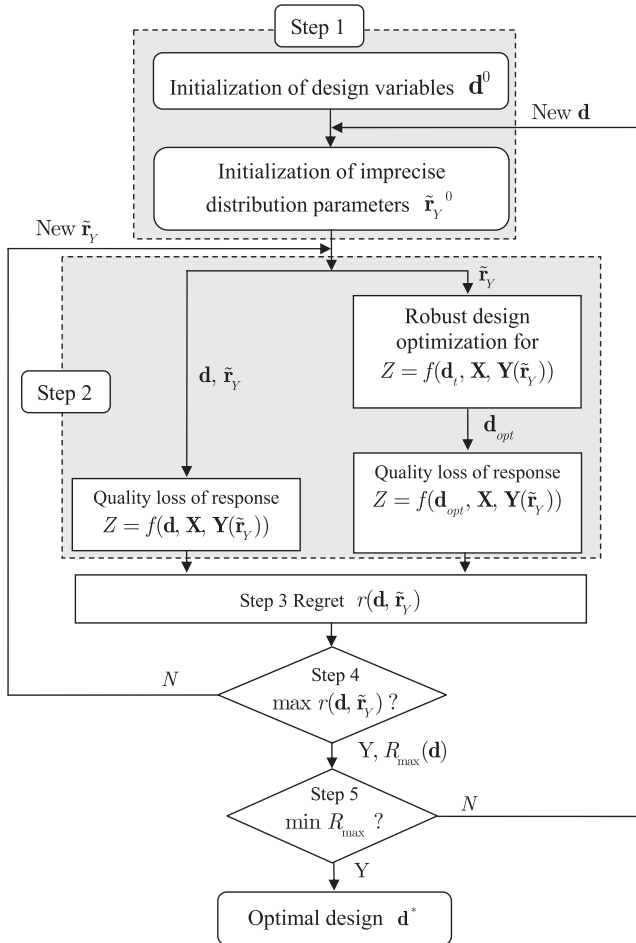 Step 1
Initialization of design variables d⁰
New d
Initialization of imprecise
distribution parameters r̃_Y⁰
New r̃_Y
r̃_Y
Robust design
optimization for
Z = f(d_t, X, Y(r̃_Y))
d, r̃_Y
Step 2
d_opt
Quality loss of response
Z = f(d, X, Y(r̃_Y))
Quality loss of response
Z = f(d_opt, X, Y(r̃_Y))
Step 3 Regret r(d, r̃_Y)
N
Step 4
max r(d, r̃_Y) ?
Y, R_max(d)
Step 5
min R_max ?
N
Y
Optimal design d*